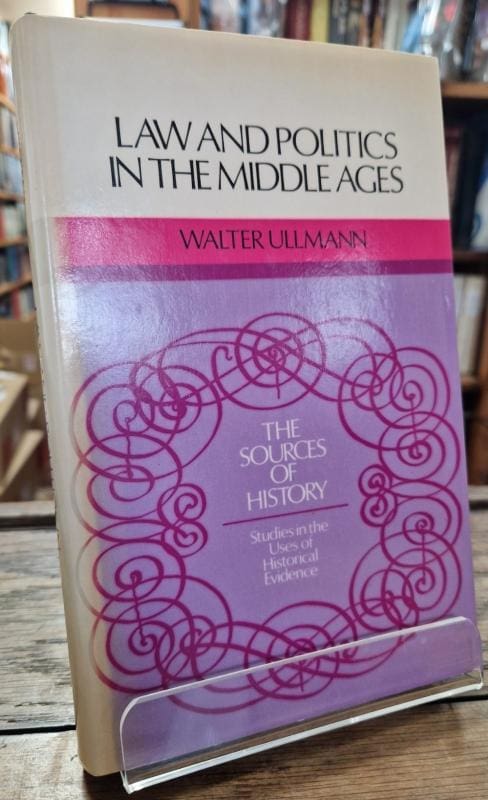 LAW AND POLITICS
IN THE MIDDLE AGES
WALTER ULLMANN
THE
SOURCES
OF
HISTORY
Studies in the
Uses of
Historical
Evidence